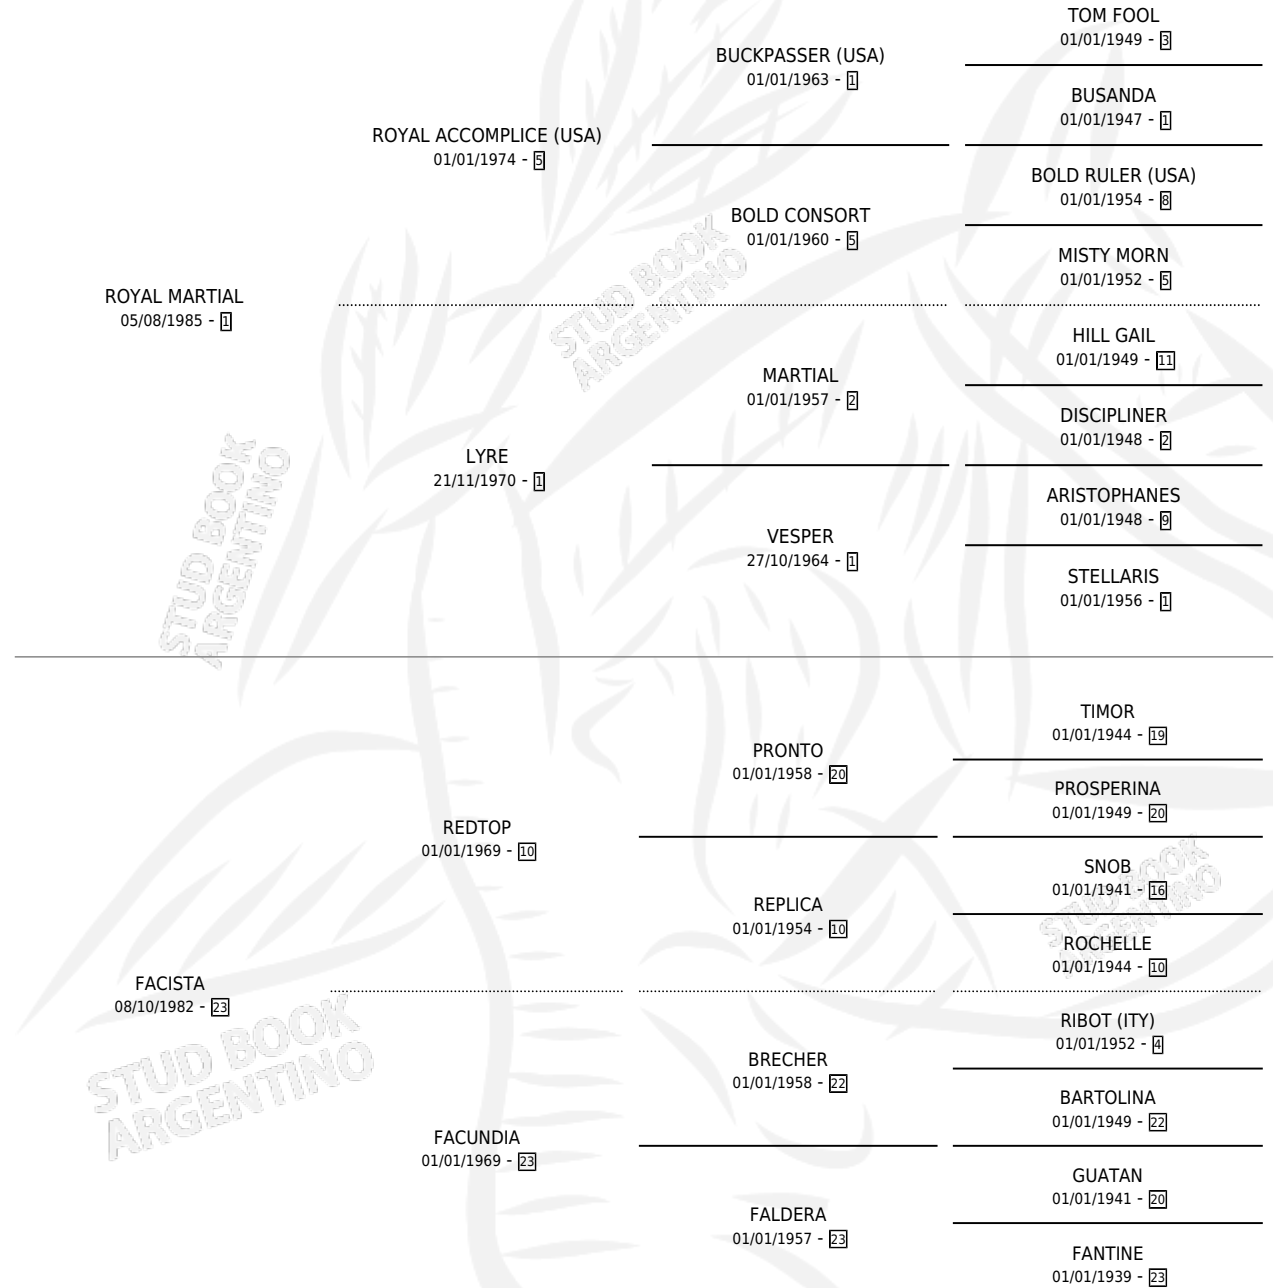 TOM FOOL
01/01/1949 - 3
BUCKPASSER (USA)
01/01/1963 - 1
BUSANDA
01/01/1947 - 1
ROYAL ACCOMPLICE (USA)
01/01/1974 - 5
BOLD RULER (USA)
01/01/1954 - 8
BOLD CONSORT
01/01/1960 - 5
MISTY MORN
01/01/1952 - 5
ROYAL MARTIAL
05/08/1985 - 1
HILL GAIL
01/01/1949 - 11
MARTIAL
01/01/1957 - 2
DISCIPLINER
01/01/1948 - 2
LYRE
21/11/1970 - 1
ARISTOPHANES
01/01/1948 - 9
VESPER
27/10/1964 - 1
STELLARIS
01/01/1956 - 1
STUD BOOK
ARGENTINO
STUD BOOK
ARGENTINO
TIMOR
01/01/1944 - 19
PRONTO
01/01/1958 - 20
PROSPERINA
01/01/1949 - 20
REDTOP
01/01/1969 - 10
SNOB
01/01/1941 - 16
REPLICA
01/01/1954 - 10
ROCHELLE
01/01/1944 - 10
STUD BOOK
ARGENTINO
FACISTA
08/10/1982 - 23
RIBOT (ITY)
01/01/1952 - 4
BRECHER
01/01/1958 - 22
BARTOLINA
01/01/1949 - 22
STUD BOOK
ARGENTINO
FACUNDIA
01/01/1969 - 23
GUATAN
01/01/1941 - 20
FALDERA
01/01/1957 - 23
FANTINE
01/01/1939 - 23